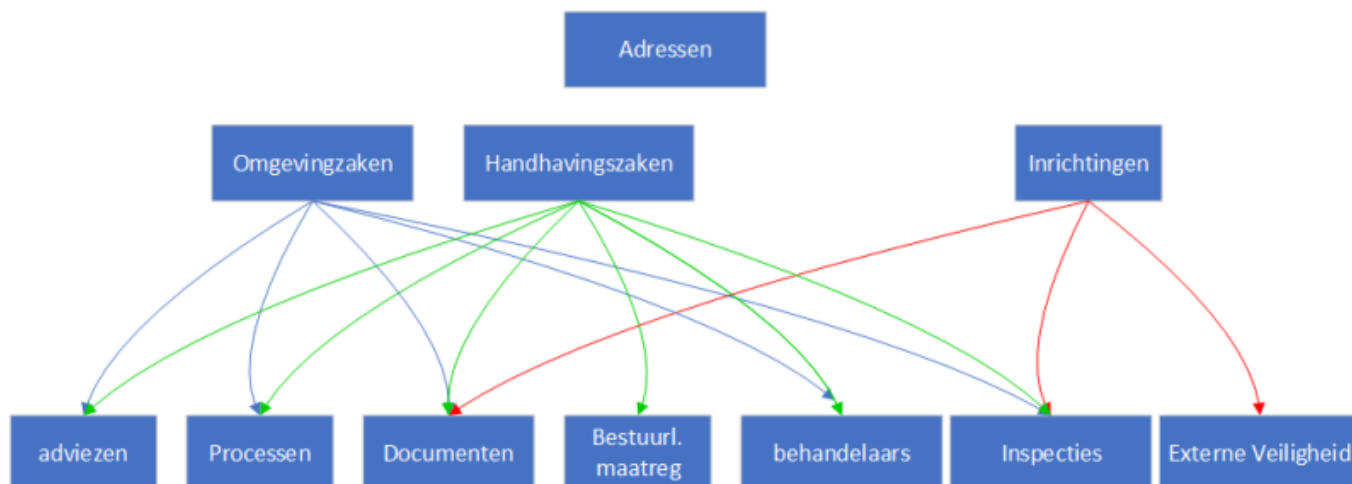 Adressen
Omgevingzaken
Handhavingszaken
Inrichtingen
adviezen
Processen
Documenten
Bestuurl.
maatreg
behandelaars
Inspecties
Externe Veiligheid